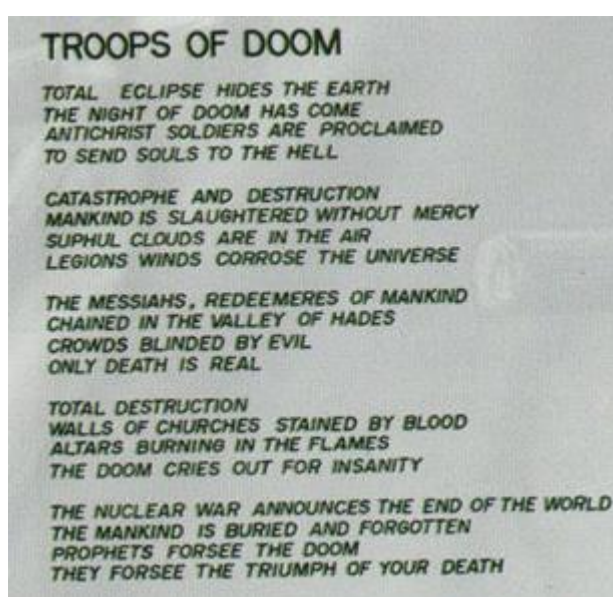 TROOPS OF DOOM
TOTAL ECLIPSE HIDES THE EARTH
THE NIGHT OF DOOM HAS COME
ANTICHRIST SOLDIERS ARE PROCLAIMED
TO SEND SOULS TO THE HELL
CATASTROPHE AND DESTRUCTION
MANKIND IS SLAUGHTERED WITHOUT MERCY
SUPHUL CLOUDS ARE IN THE AIR
LEGIONS WINDS CORROSE THE UNIVERSE
THE MESSIAHS, REDEEMERES OF MANKIND
CHAINED IN THE VALLEY OF HADES
CROWDS BLINDED BY EVIL
ONLY DEATH IS REAL
TOTAL DESTRUCTION
WALLS OF CHURCHES STAINED BY BLOOD
ALTARS BURNING IN THE FLAMES
THE DOOM CRIES OUT FOR INSANITY
THE NUCLEAR WAR ANNOUNCES THE END OF THE WORLD
THE MANKIND IS BURIED AND FORGOTTEN
PROPHETS FORSEE THE DOOM
THEY FORSEE THE TRIUMPH OF YOUR DEATH